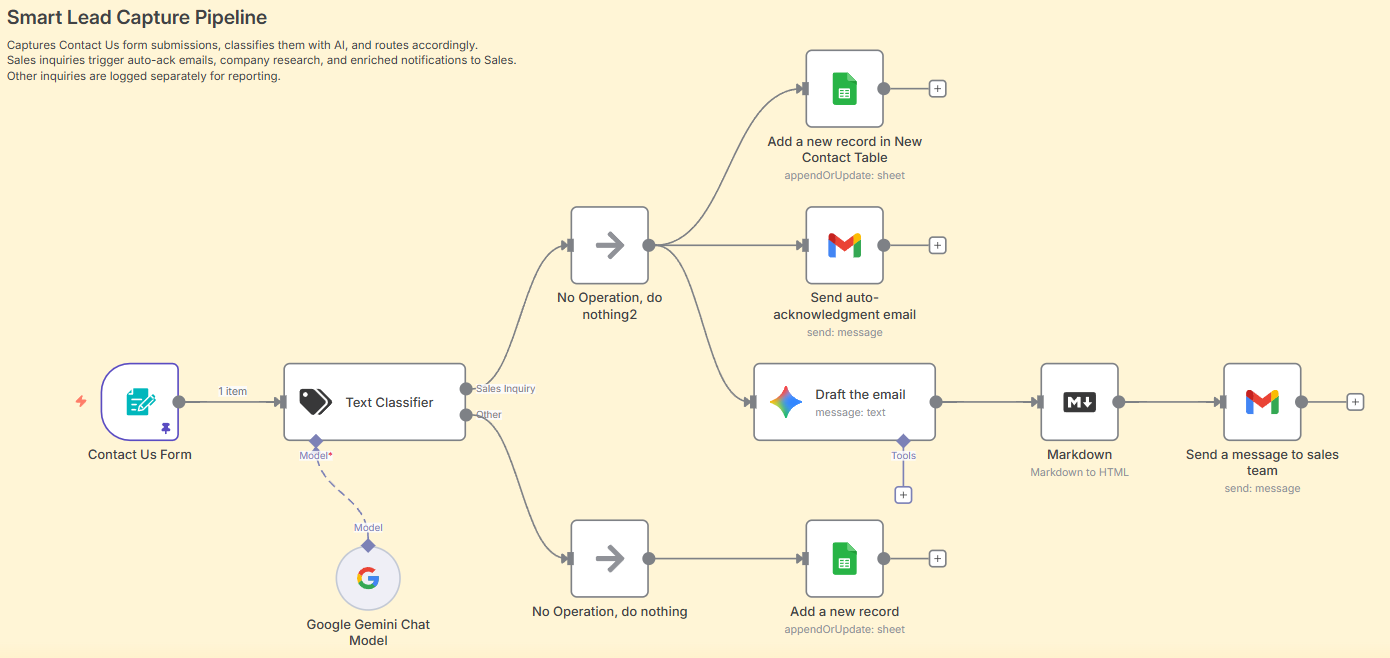 Smart Lead Capture Pipeline
Captures Contact Us form submissions, classifies them with AI, and routes accordingly.
Sales inquiries trigger auto-ack emails, company research, and enriched notifications to Sales.
Other inquiries are logged separately for reporting.
Add a new record in New
Contact Table
appendOrUpdate: sheet
No Operation, do
nothing2
Send auto-
acknowledgment email
send: message
Contact Us Form
1 item
Text Classifier
Sales Inquiry
Other
Model*
Model
Google Gemini Chat
Model
Draft the email
message: text
Tools
Markdown
Markdown to HTML
Send a message to sales
team
send: message
No Operation, do nothing
Add a new record
appendOrUpdate: sheet